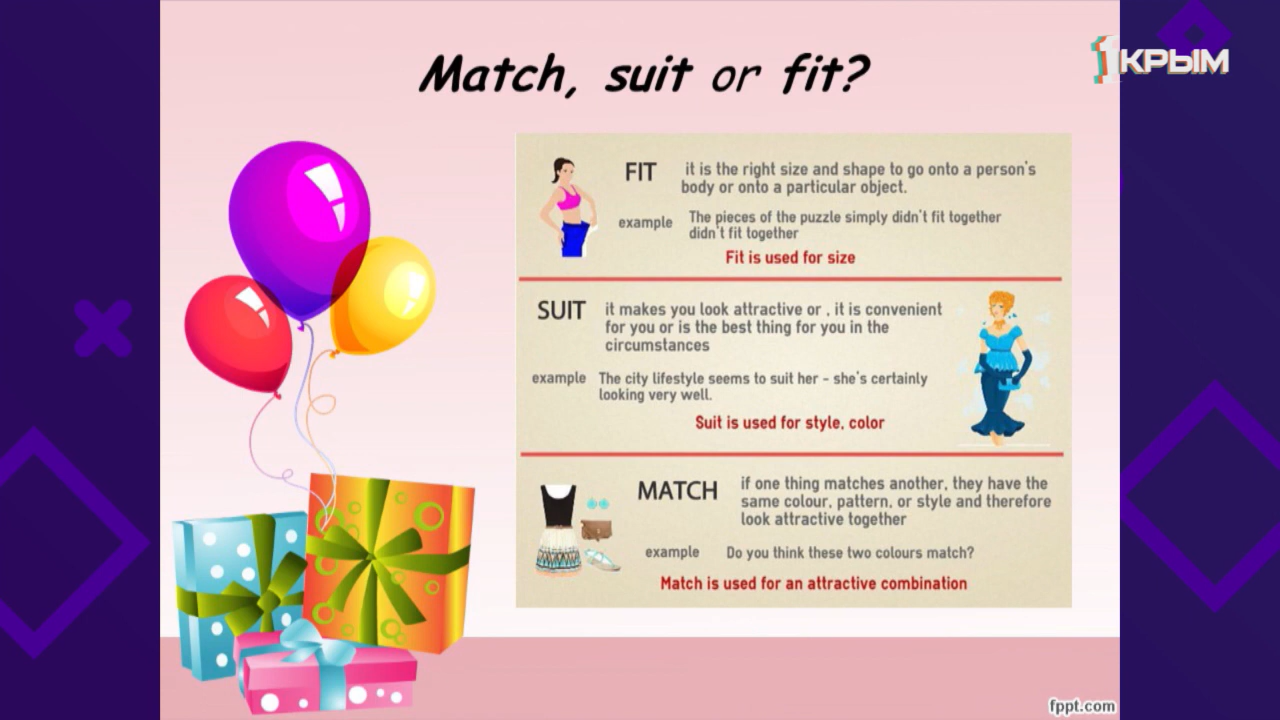 Match, suit or fit?
1КРЫМ
FIT it is the right size and shape to go onto a person's
body or onto a particular object.
example The pieces of the puzzle simply didn't fit together
didn't fit together
Fit is used for size
SUIT it makes you look attractive or , it is convenient
for you or is the best thing for you in the
circumstances
example The city lifestyle seems to suit her - she's certainly
looking very well.
Suit is used for style, color
MATCH if one thing matches another, they have the
same colour, pattern, or style and therefore
look attractive together
example Do you think these two colours match?
Match is used for an attractive combination
fppt.com